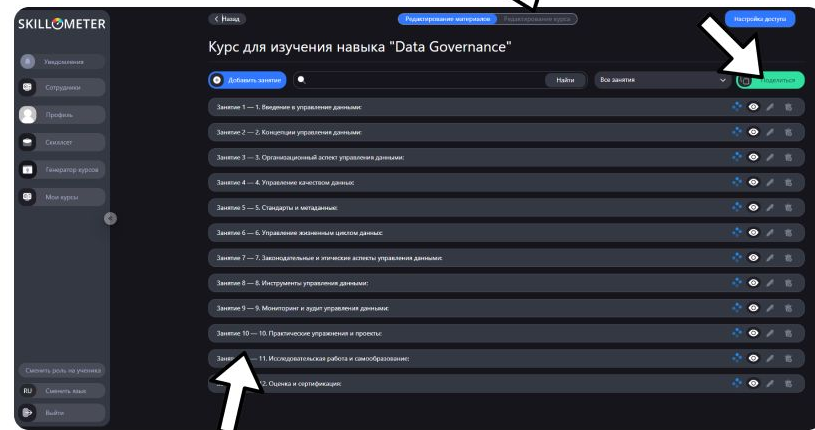 SKILLOMETER
Назад
Редактирование материалов
Редактирование курса
Настройка доступа
Курс для изучения навыка "Data Governance"
Добавить занятие
Найти
Все занятия
Поделиться
Уведомления
Сотрудники
Профиль
Скиллсет
Генератор курсов
Мои курсы
Занятие 1 — 1. Введение в управление данными:
Занятие 2 — 2. Концепции управления данными:
Занятие 3 — 3. Организационный аспект управления данными:
Занятие 4 — 4. Управление качеством данных:
Занятие 5 — 5. Стандарты и метаданные:
Занятие 6 — 6. Управление жизненным циклом данных:
Занятие 7 — 7. Законодательные и этические аспекты управления данными:
Занятие 8 — 8. Инструменты управления данными:
Занятие 9 — 9. Мониторинг и аудит управления данными:
Занятие 10 — 10. Практические упражнения и проекты:
— 11. Исследовательская работа и самообразование:
2. Оценка и сертификация:
Сменить роль на ученика
RU
Сменить язык
Выйти